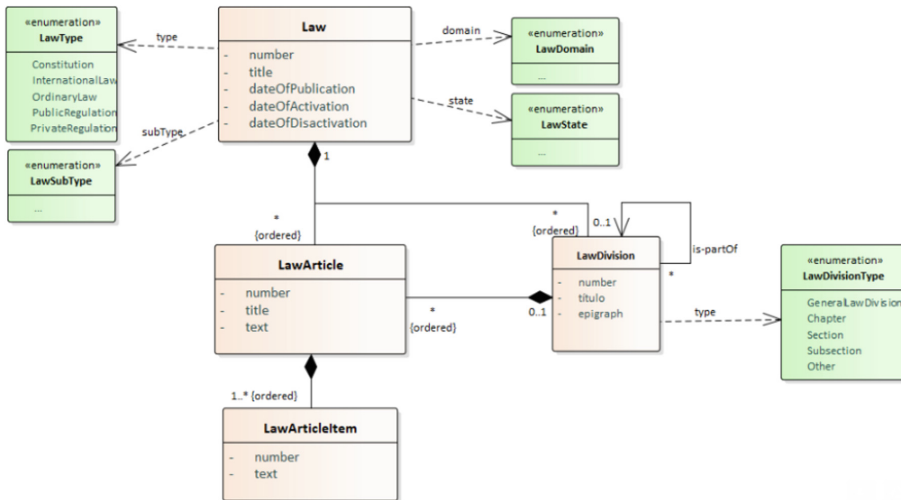 «enumeration»
LawType
Constitution
InternationalLaw
OrdinaryLaw
PublicRegulation
PrivateRegulation
type
Law
- number
- title
- dateOfPublication
- dateOfActivation
- dateOfDisactivation
domain
«enumeration»
LawDomain
...
state
«enumeration»
LawState
...
subType
«enumeration»
LawSubType
...
1
*
{ordered}
*
{ordered}
0..1
is-partOf
*
LawArticle
- number
- title
- text
*
{ordered}
0..1
LawDivision
- number
- título
- epigraph
type
«enumeration»
LawDivisionType
GeneralLawDivision
Chapter
Section
Subsection
Other
1..* {ordered}
LawArticleItem
- number
- text